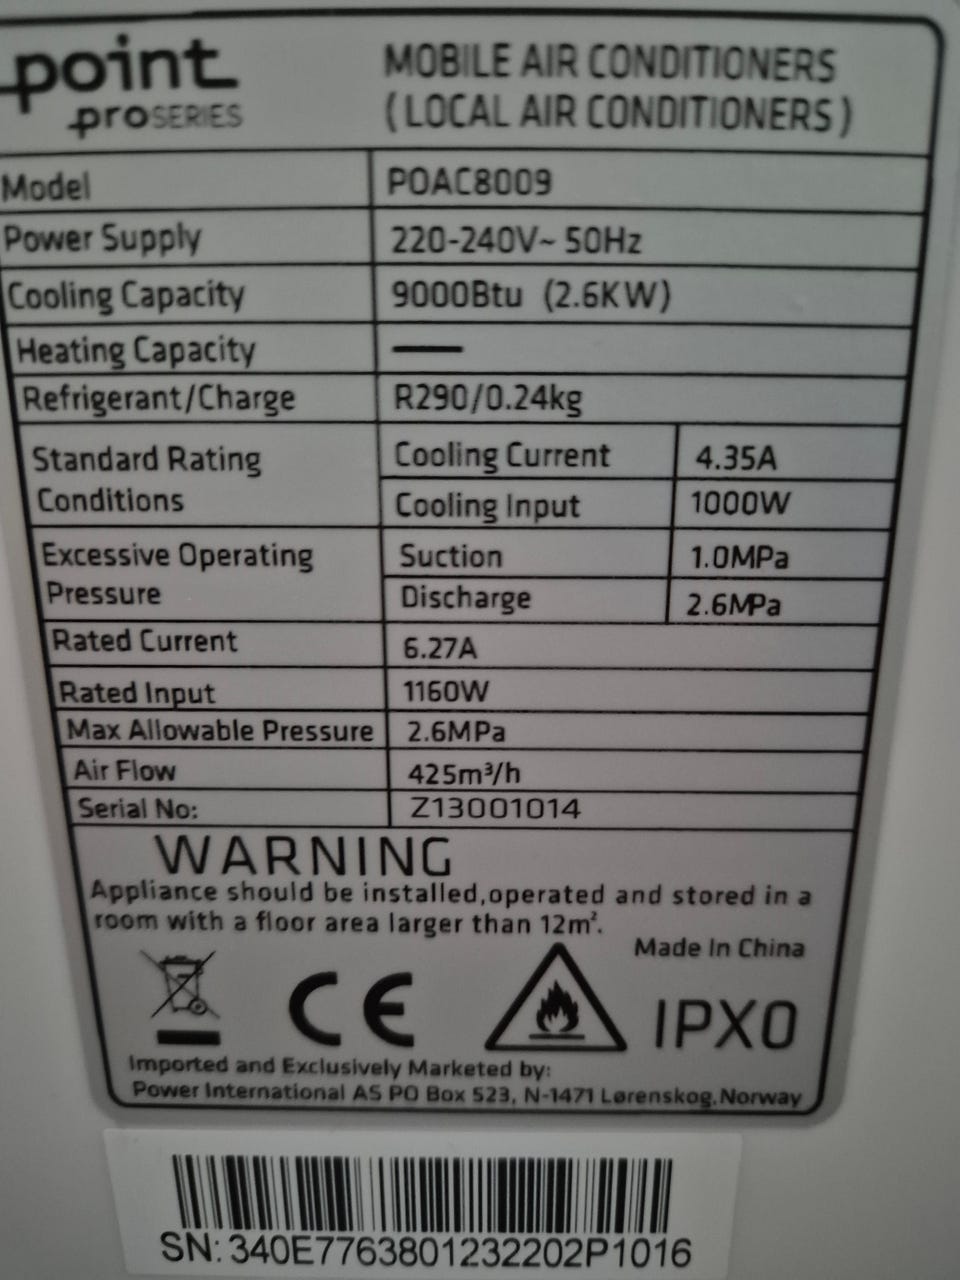 point
proSERIES
MOBILE AIR CONDITIONERS
(LOCAL AIR CONDITIONERS)
Model POAC8009
Power Supply 220-240V~ 50Hz
Cooling Capacity 9000Btu (2.6KW)
Heating Capacity —
Refrigerant/Charge R290/0.24kg
Standard Rating Conditions Cooling Current 4.35A
Cooling Input 1000W
Excessive Operating Pressure Suction 1.0MPa
Discharge 2.6MPa
Rated Current 6.27A
Rated Input 1160W
Max Allowable Pressure 2.6MPa
Air Flow 425m³/h
Serial No: Z13001014
WARNING
Appliance should be installed,operated and stored in a
room with a floor area larger than 12m².
Made In China
CE
IPX0
Imported and Exclusively Marketed by:
Power International AS PO Box 523, N-1471 Lørenskog,Norway
SN: 340E7763801232202P1016